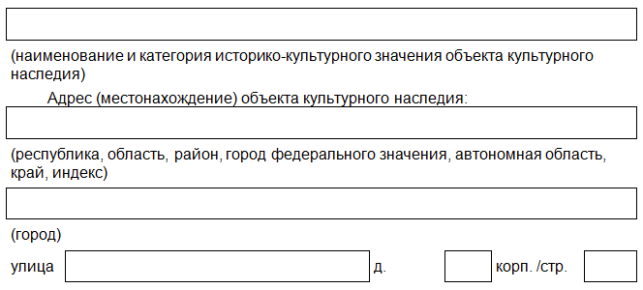 (наименование и категория историко-культурного значения объекта культурного
наследия)
Адрес (местонахождение) объекта культурного наследия:
(республика, область, район, город федерального значения, автономная область,
край, индекс)
(город)
улица д. корп. /стр.